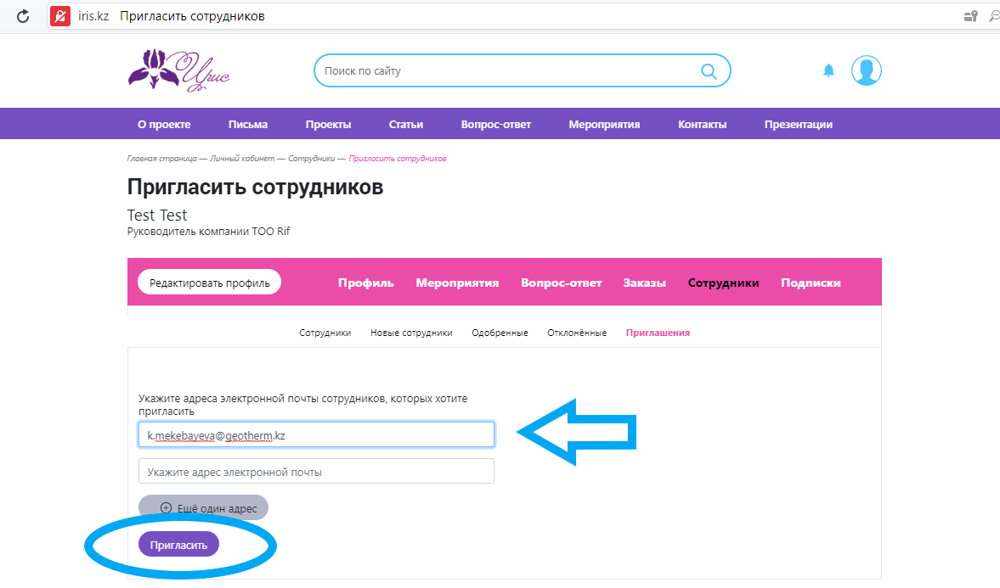 iris.kz Пригласить сотрудников
Ирис
Поиск по сайту
О проекте Письма Проекты Статьи Вопрос-ответ Мероприятия Контакты Презентации
Главная страница — Личный кабинет — Сотрудники — Пригласить сотрудников
Пригласить сотрудников
Test Test
Руководитель компании ТОО Rif
Редактировать профиль Профиль Мероприятия Вопрос-ответ Заказы Сотрудники Подписки
Сотрудники Новые сотрудники Одобренные Отклонённые Приглашения
Укажите адреса электронной почты сотрудников, которых хотите
пригласить
k.mekebayeva@geotherm.kz
Укажите адрес электронной почты
Ещё один адрес
Пригласить